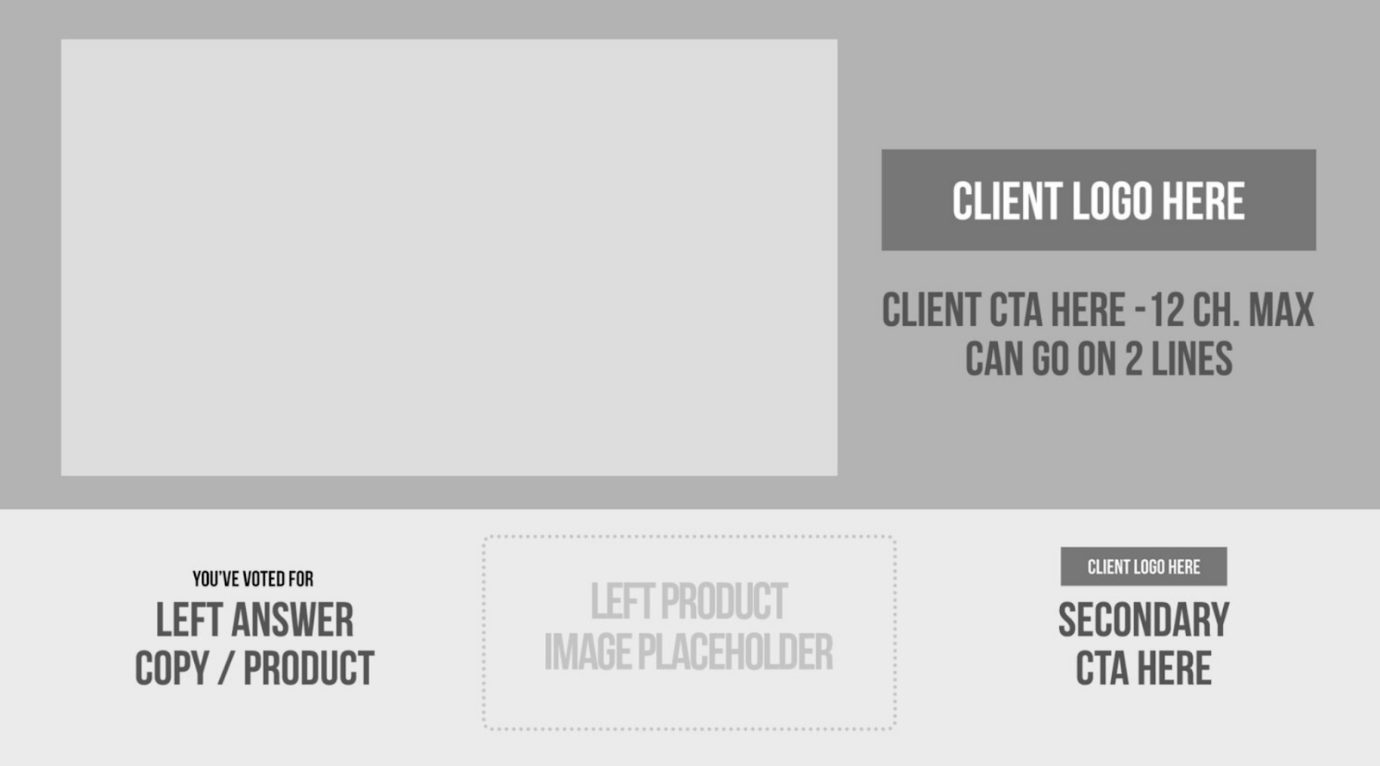 CLIENT LOGO HERE
CLIENT CTA HERE -12 CH. MAX
CAN GO ON 2 LINES
YOU'VE VOTED FOR
LEFT ANSWER
COPY / PRODUCT
LEFT PRODUCT
IMAGE PLACEHOLDER
CLIENT LOGO HERE
SECONDARY
CTA HERE